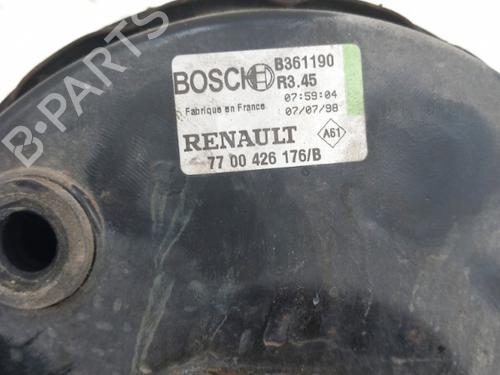 BOSCH B361190
R3.45
07:59:04
Fabrique en France 07/07/98
RENAULT A61
77 00 426 176/B
B-PARTS